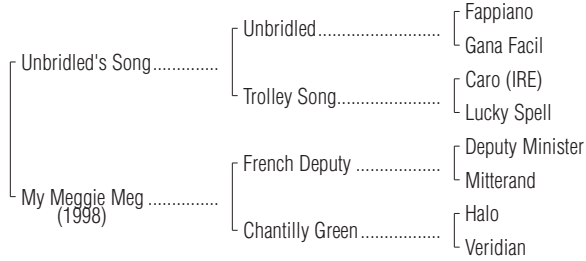 Fappiano
Unbridled..............................
Gana Facil
Unbridled's Song..............
Caro (IRE)
Trolley Song.........................
Lucky Spell
Deputy Minister
French Deputy ....................
Mitterand
My Meggie Meg ...............
(1998)
Halo
Chantilly Green...................
Veridian